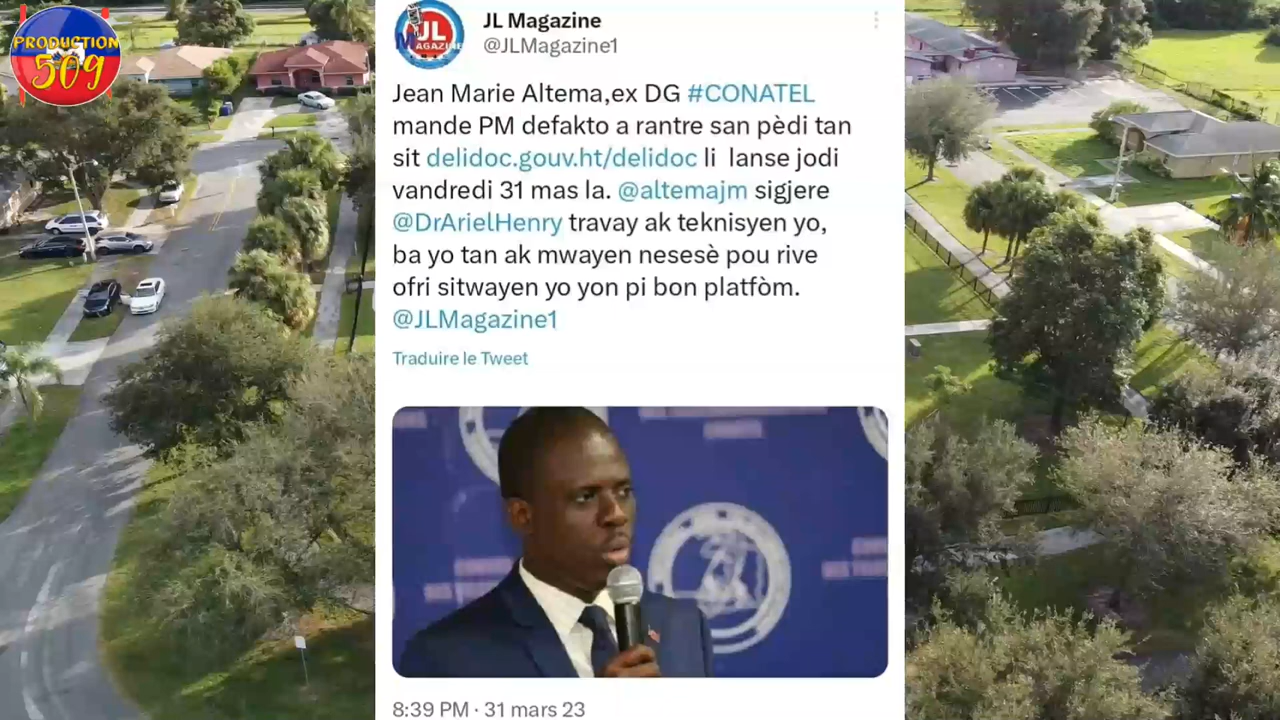 PRODUCTION
509
JL
MAGAZINE
JL Magazine
@JLMagazine1
Jean Marie Altema,ex DG #CONATEL
mande PM defakto a rantre san pèdi tan
sit delidoc.gouv.ht/delidoc li lanse jodi
vandredi 31 mas la. @altemajm sigjere
@DrArielHenry travay ak teknisyen yo,
ba yo tan ak mwayen nesesè pou rive
ofri sitwayen yo yon pi bon platfòm.
@JLMagazine1
Traduire le Tweet
8:39 PM · 31 mars 23